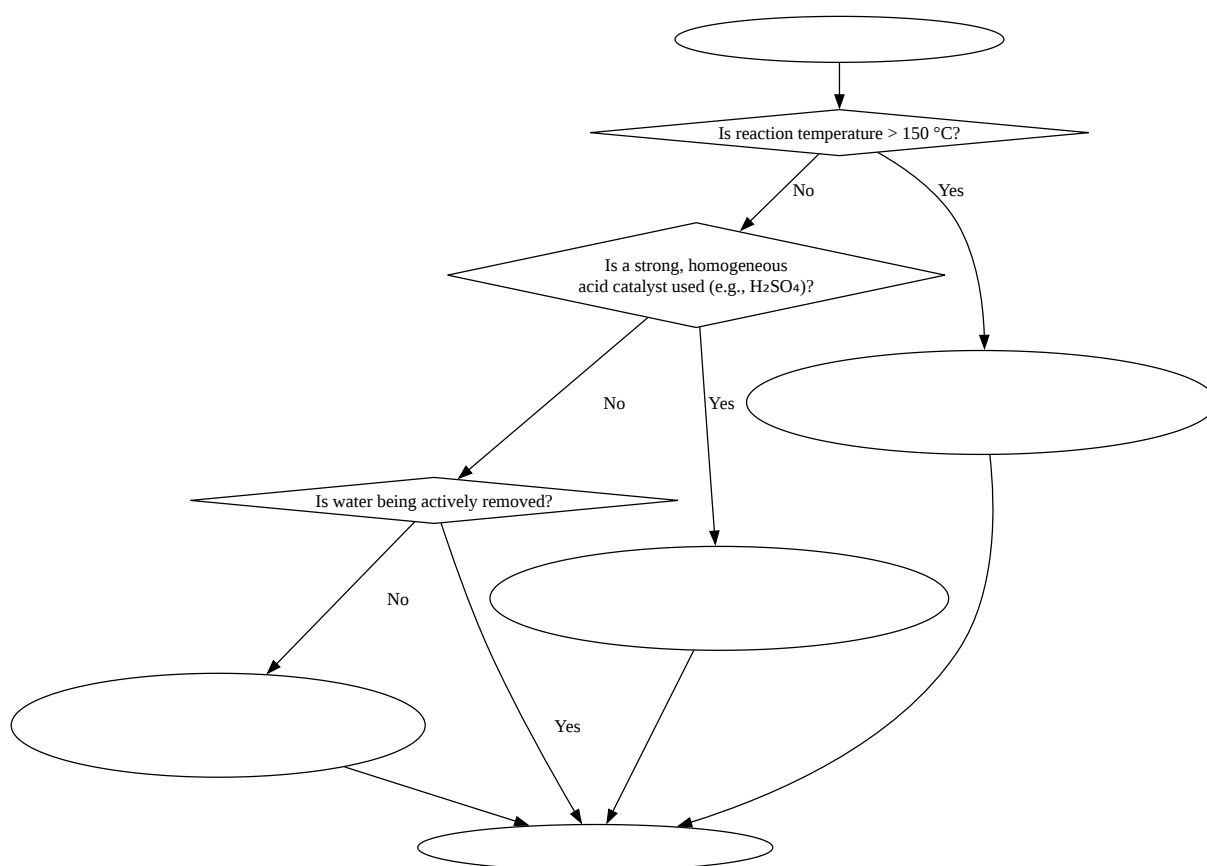 Is reaction temperature > 150 °C?
No
Yes
Is a strong, homogeneous
acid catalyst used (e.g., H₂SO₄)?
No
Yes
Is water being actively removed?
No
Yes